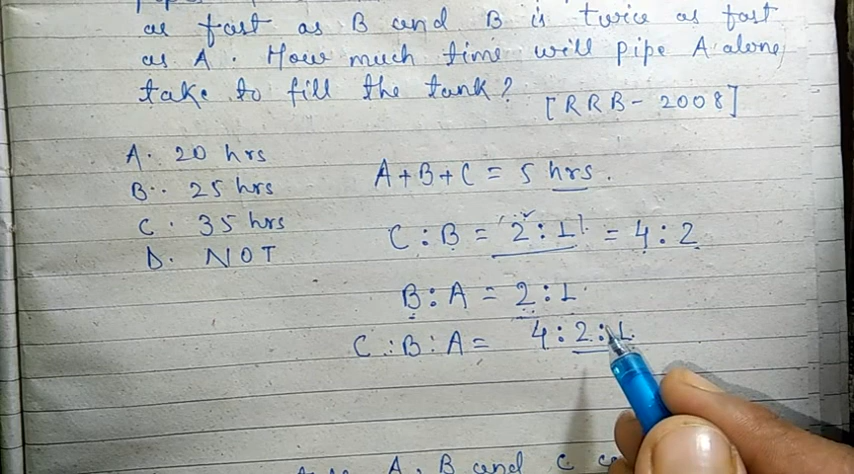 as fast as B and B is twice as fast
as A. How much time will pipe A alone
take to fill the tank?
[RRB-2008]
A. 20 hrs
B. 25 hrs
C. 35 hrs
D. NOT
A+B+C = 5 hrs.
C : B = 2 : 1 = 4 : 2
B : A = 2 : 1
C : B : A = 4 : 2 : 1
A, B and C